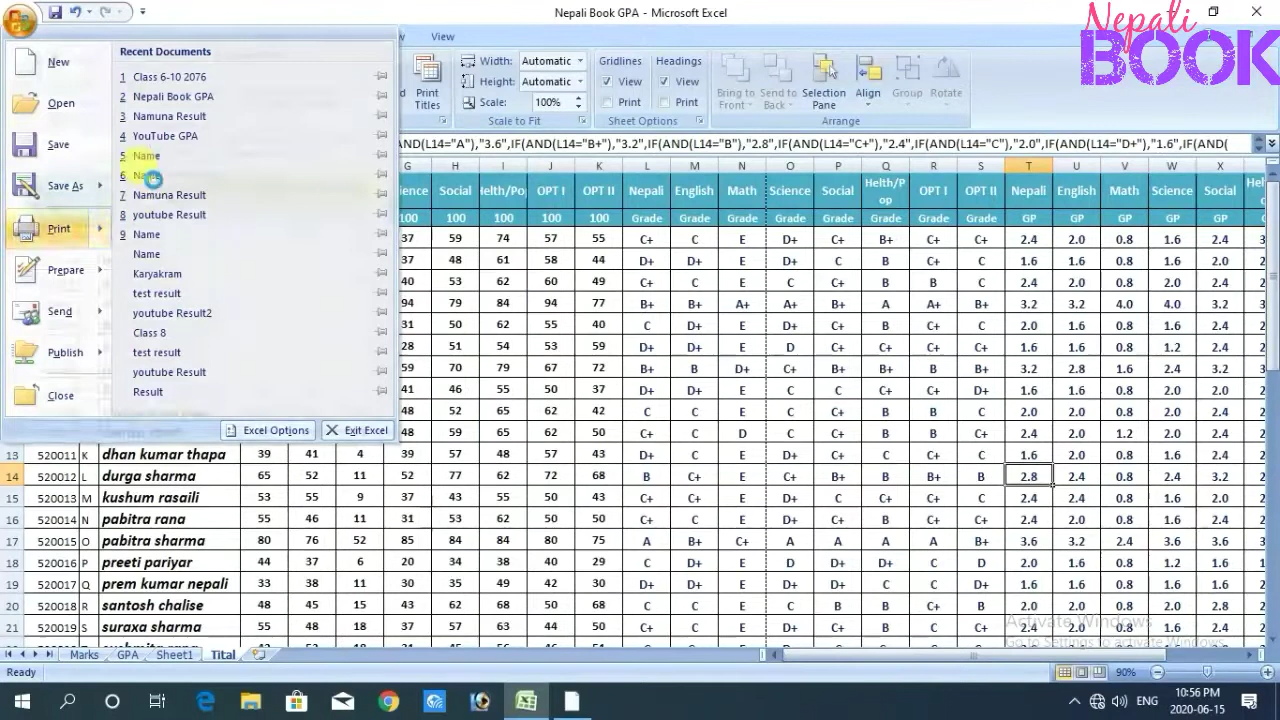 Nepali Book GPA - Microsoft Excel
Nepali
BOOK
View
New
Open
Save
Save As
Print
Prepare
Send
Publish
Close
Recent Documents
1 Class 6-10 2076
2 Nepali Book GPA
3 Namuna Result
4 YouTube GPA
5 Name
6
7 Namuna Result
8 youtube Result
9 Name
Name
Karyakram
test result
youtube Result2
Class 8
test result
youtube Result
Result
Excel Options
Exit Excel
Print Titles
Width: Automatic
Height: Automatic
Scale: 100%
Scale to Fit
Gridlines
View
Print
Headings
View
Print
Sheet Options
Bring to Front
Send to Back
Selection Pane
Align
Rotate
Arrange
AND(L14="A"),"3.6",IF(AND(L14="B+"),"3.2",IF(AND(L14="B"),"2.8",IF(AND(L14="C+"),"2.4",IF(AND(L14="C"),"2.0",IF(AND(L14="D+"),"1.6",IF(AND(
G H I J K L M N O P Q R S T U V W X
ience Social Helth/Pop OPT I OPT II Nepali English Math Science Social Helth/Pop OPT I OPT II Nepali English Math Science Social
100 100 100 100 100 Grade Grade Grade Grade Grade Grade Grade Grade GP GP GP GP GP
37 59 74 57 55 C+ C E D+ C+ B+ C+ C+ 2.4 2.0 0.8 1.6 2.4
37 48 61 58 44 D+ D+ E D+ C B C+ C 1.6 1.6 0.8 1.6 2.0
40 53 62 60 49 C+ C E C C+ B B C 2.4 2.0 0.8 2.0 2.4
94 79 87 94 77 B+ B+ A+ A+ B+ A A+ B+ 3.2 3.2 4.0 4.0 3.2
31 50 62 55 40 C D+ E D+ C+ B C+ C 2.0 1.6 0.8 1.6 2.4
28 51 54 53 59 D+ D+ E D C+ C+ C+ C+ 1.6 1.6 0.8 1.2 2.4
55 70 79 67 72 B+ B D+ C+ B+ B+ B B+ 3.2 2.8 1.6 2.4 3.2
41 46 55 50 37 D+ D+ E C C C+ C+ D+ 1.6 1.6 0.8 2.0 2.0
48 52 65 62 42 C C E C C+ B B C 2.0 2.0 0.8 2.0 2.4
48 59 65 62 50 C+ C D C C+ B B C+ 2.4 2.0 1.2 2.0 2.4
13 520011 K dhan kumar thapa 39 41 4 39 57 48 43 44 D+ C E D+ C+ C C C 1.6 2.0 0.8 1.6 2.4
14 520012 L durga sharma 65 52 11 52 77 62 72 68 B C+ E C+ B+ B B+ B 2.8 2.4 0.8 2.4 3.2
15 520013 M kushum rasaili 53 55 9 37 43 55 50 43 C+ C+ E D+ C C+ C+ C 2.4 2.4 0.8 1.6 2.0
16 520014 N pabitra rana 55 46 11 31 53 62 50 50 C+ C E D+ C+ B C+ C+ 2.4 2.0 0.8 1.6 2.4
17 520015 O pabitra sharma 80 76 52 85 84 84 80 75 A B+ C+ A A A A B+ 3.6 3.2 2.4 3.6 3.6
18 520016 P preeti pariyar 44 37 6 20 34 38 40 29 C D+ E D D+ D+ C D 2.0 1.6 0.8 1.2 1.6
19 520017 Q prem kumar nepali 33 38 11 30 35 49 42 30 D+ D+ E D+ D+ C C D+ 1.6 1.6 0.8 1.6 1.6
20 520018 R santosh chalise 48 45 15 43 62 68 50 68 C C E C B B C+ B 2.0 2.0 0.8 2.0 2.8
21 520019 S suraxa sharma 55 48 18 37 57 63 44 50 C+ C E D+ C+ B C C+ 2.4 2.0 0.8 1.6 2.4
Activate Windows
Go to Settings to activate Windows.
Marks GPA Sheet1 Tital
Ready
90%
ENG
10:56 PM
2020-06-15